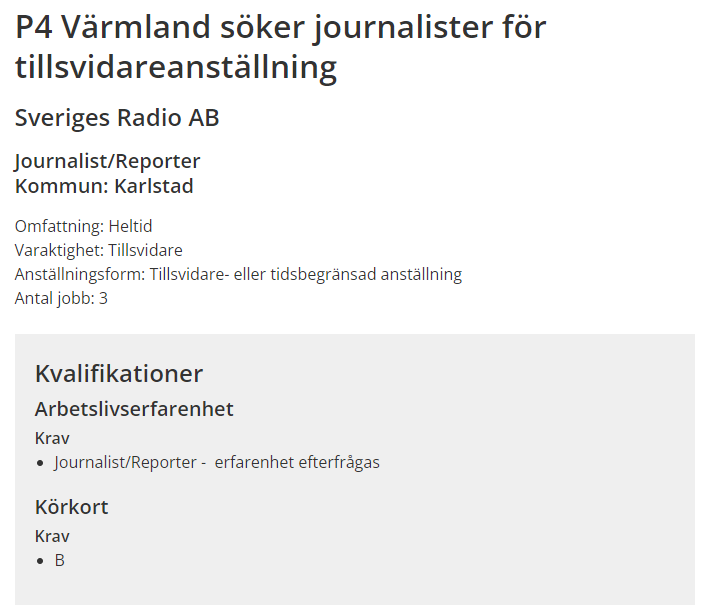 P4 Värmland söker journalister för
tillsvidareanställning
Sveriges Radio AB
Journalist/Reporter
Kommun: Karlstad
Omfattning: Heltid
Varaktighet: Tillsvidare
Anställningsform: Tillsvidare- eller tidsbegränsad anställning
Antal jobb: 3
Kvalifikationer
Arbetslivserfarenhet
Krav
• Journalist/Reporter -  erfarenhet efterfrågas
Körkort
Krav
• B